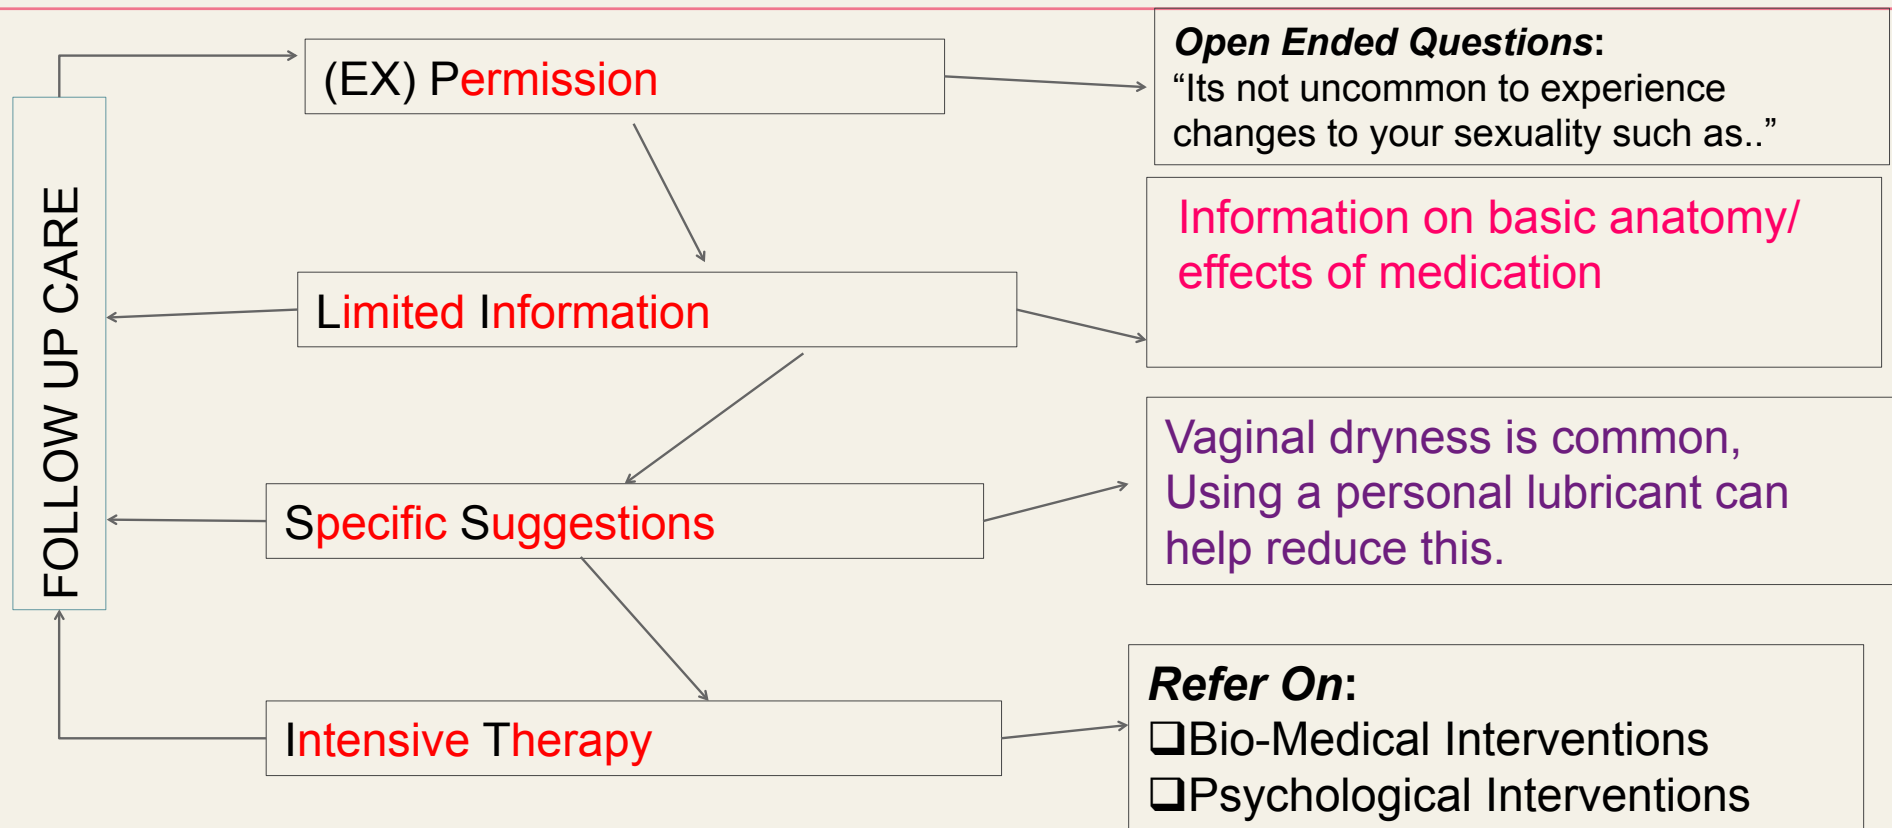 FOLLOW UP CARE
(EX) Permission
Open Ended Questions:
“Its not uncommon to experience
changes to your sexuality such as..”
Limited Information
Information on basic anatomy/
effects of medication
Specific Suggestions
Vaginal dryness is common,
Using a personal lubricant can
help reduce this.
Intensive Therapy
Refer On:
❑Bio-Medical Interventions
❑Psychological Interventions